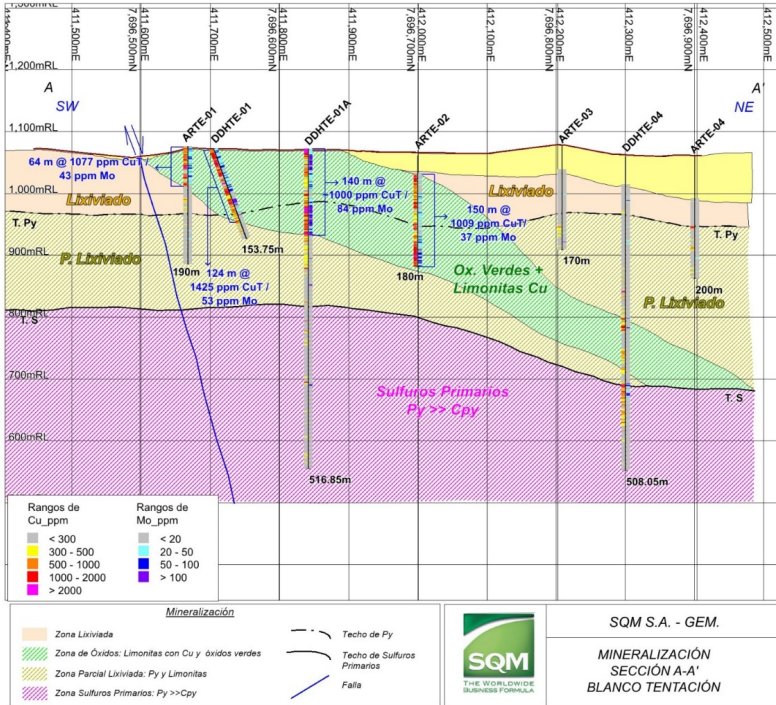 411,500mE
7,696,500mN
411,600mE
411,700mE
7,696,600mN
411,800mE
411,900mE
7,696,700mN
412,000mE
412,100mE
7,696,800mN
412,200mE
412,300mE
7,696,900mN
412,400mE
412,500mE
1,200mRL
1,100mRL
1,000mRL
900mRL
800mRL
700mRL
600mRL
A
SW
A'
NE
ARTE-01
DDHTE-01
DDHTE-01A
ARTE-02
ARTE-03
DDHTE-04
ARTE-04
64 m @ 1077 ppm CuT /
43 ppm Mo
140 m @
1000 ppm CuT /
84 ppm Mo
150 m @
1009 ppm CuT/
37 ppm Mo
124 m @
1425 ppm CuT /
53 ppm Mo
Lixiviado
Lixiviado
T. Py
T. Py
P. Lixiviado
P. Lixiviado
Ox. Verdes +
Limonitas Cu
190m
153.75m
180m
170m
200m
T. S
T. S
Sulfuros Primarios
Py >> Cpy
516.85m
508.05m
Rangos de
Cu_ppm
< 300
300 - 500
500 - 1000
1000 - 2000
> 2000
Rangos de
Mo_ppm
< 20
20 - 50
50 - 100
> 100
Mineralización
Zona Lixiviada
Zona de Óxidos: Limonitas con Cu y óxidos verdes
Zona Parcial Lixiviada: Py y Limonitas
Zona Sulfuros Primarios: Py >>Cpy
Techo de Py
Techo de Sulfuros
Primarios
Falla
SQM
THE WORLDWIDE
BUSINESS FORMULA
SQM S.A. - GEM.
MINERALIZACIÓN
SECCIÓN A-A'
BLANCO TENTACIÓN